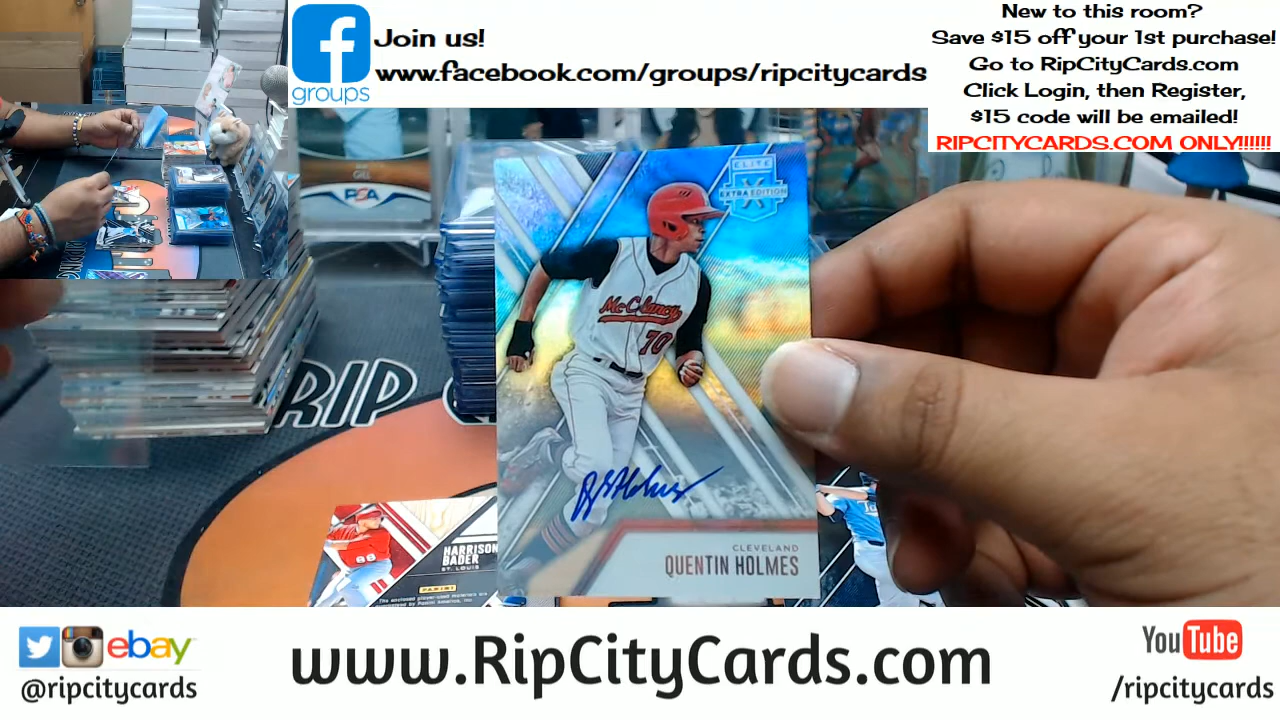 f
groups
Join us!
www.facebook.com/groups/ripcitycards
New to this room?
Save $15 off your 1st purchase!
Go to RipCityCards.com
Click Login, then Register,
$15 code will be emailed!
RIPCITYCARDS.COM ONLY!!!!!!
PSA
ELITE
X
EXTRA EDITION
McClancy
70
CLEVELAND
QUENTIN HOLMES
RIP
HARRISON
BADER
ST. LOUIS
PANINI
88
ebay
@ripcitycards
www.RipCityCards.com
YouTube
/ripcitycards